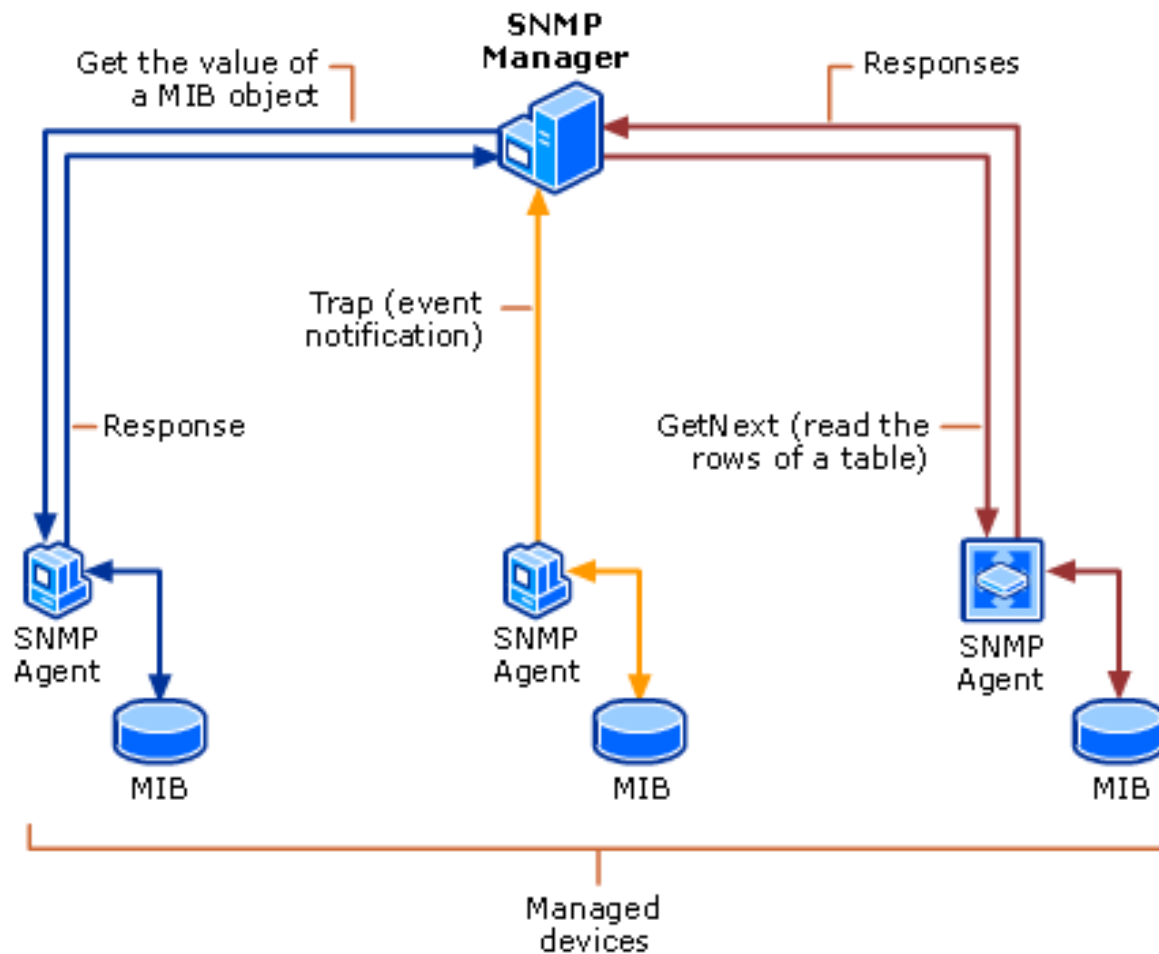 SNMP
Manager
Get the value of
a MIB object
Responses
Trap (event
notification)
Response
GetNext (read the
rows of a table)
SNMP
Agent
SNMP
Agent
SNMP
Agent
MIB
MIB
MIB
Managed
devices